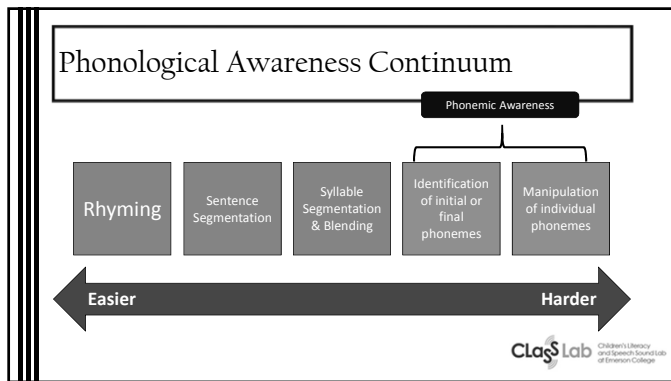 Phonological Awareness Continuum
Phonemic Awareness
Rhyming
Sentence
Segmentation
Syllable
Segmentation
& Blending
Identification
of initial or
final
phonemes
Manipulation
of individual
phonemes
Easier
Harder
CLaSS Lab
Children's Literacy
and Speech Sound Lab
at Emerson College